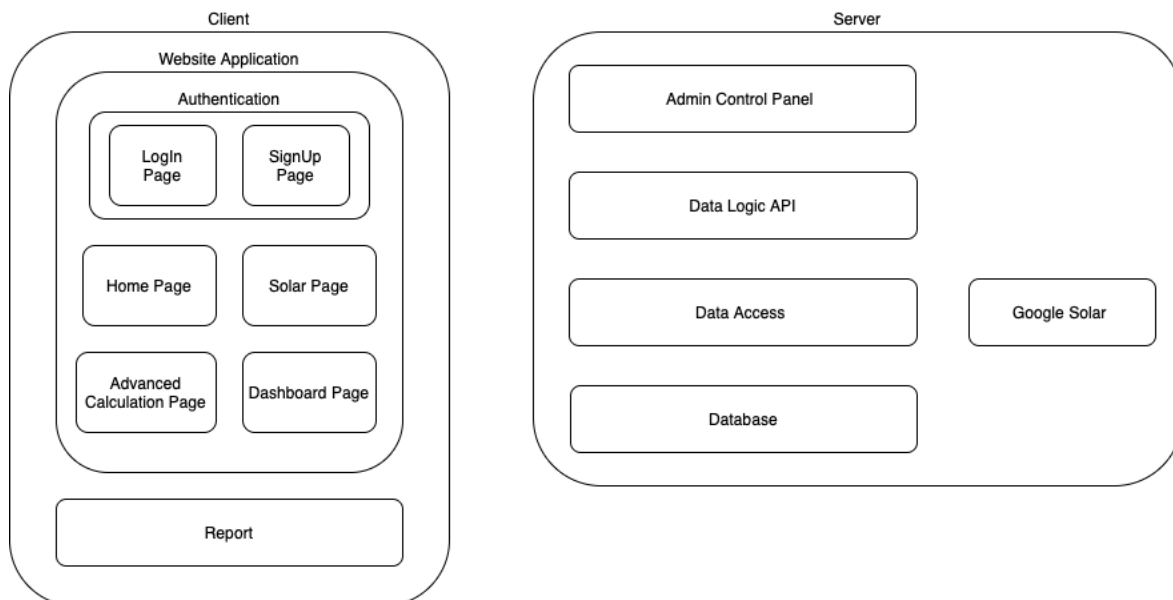 Client
Website Application
Authentication
LogIn
Page
SignUp
Page
Home Page
Solar Page
Advanced
Calculation Page
Dashboard Page
Report
Server
Admin Control Panel
Data Logic API
Data Access
Google Solar
Database